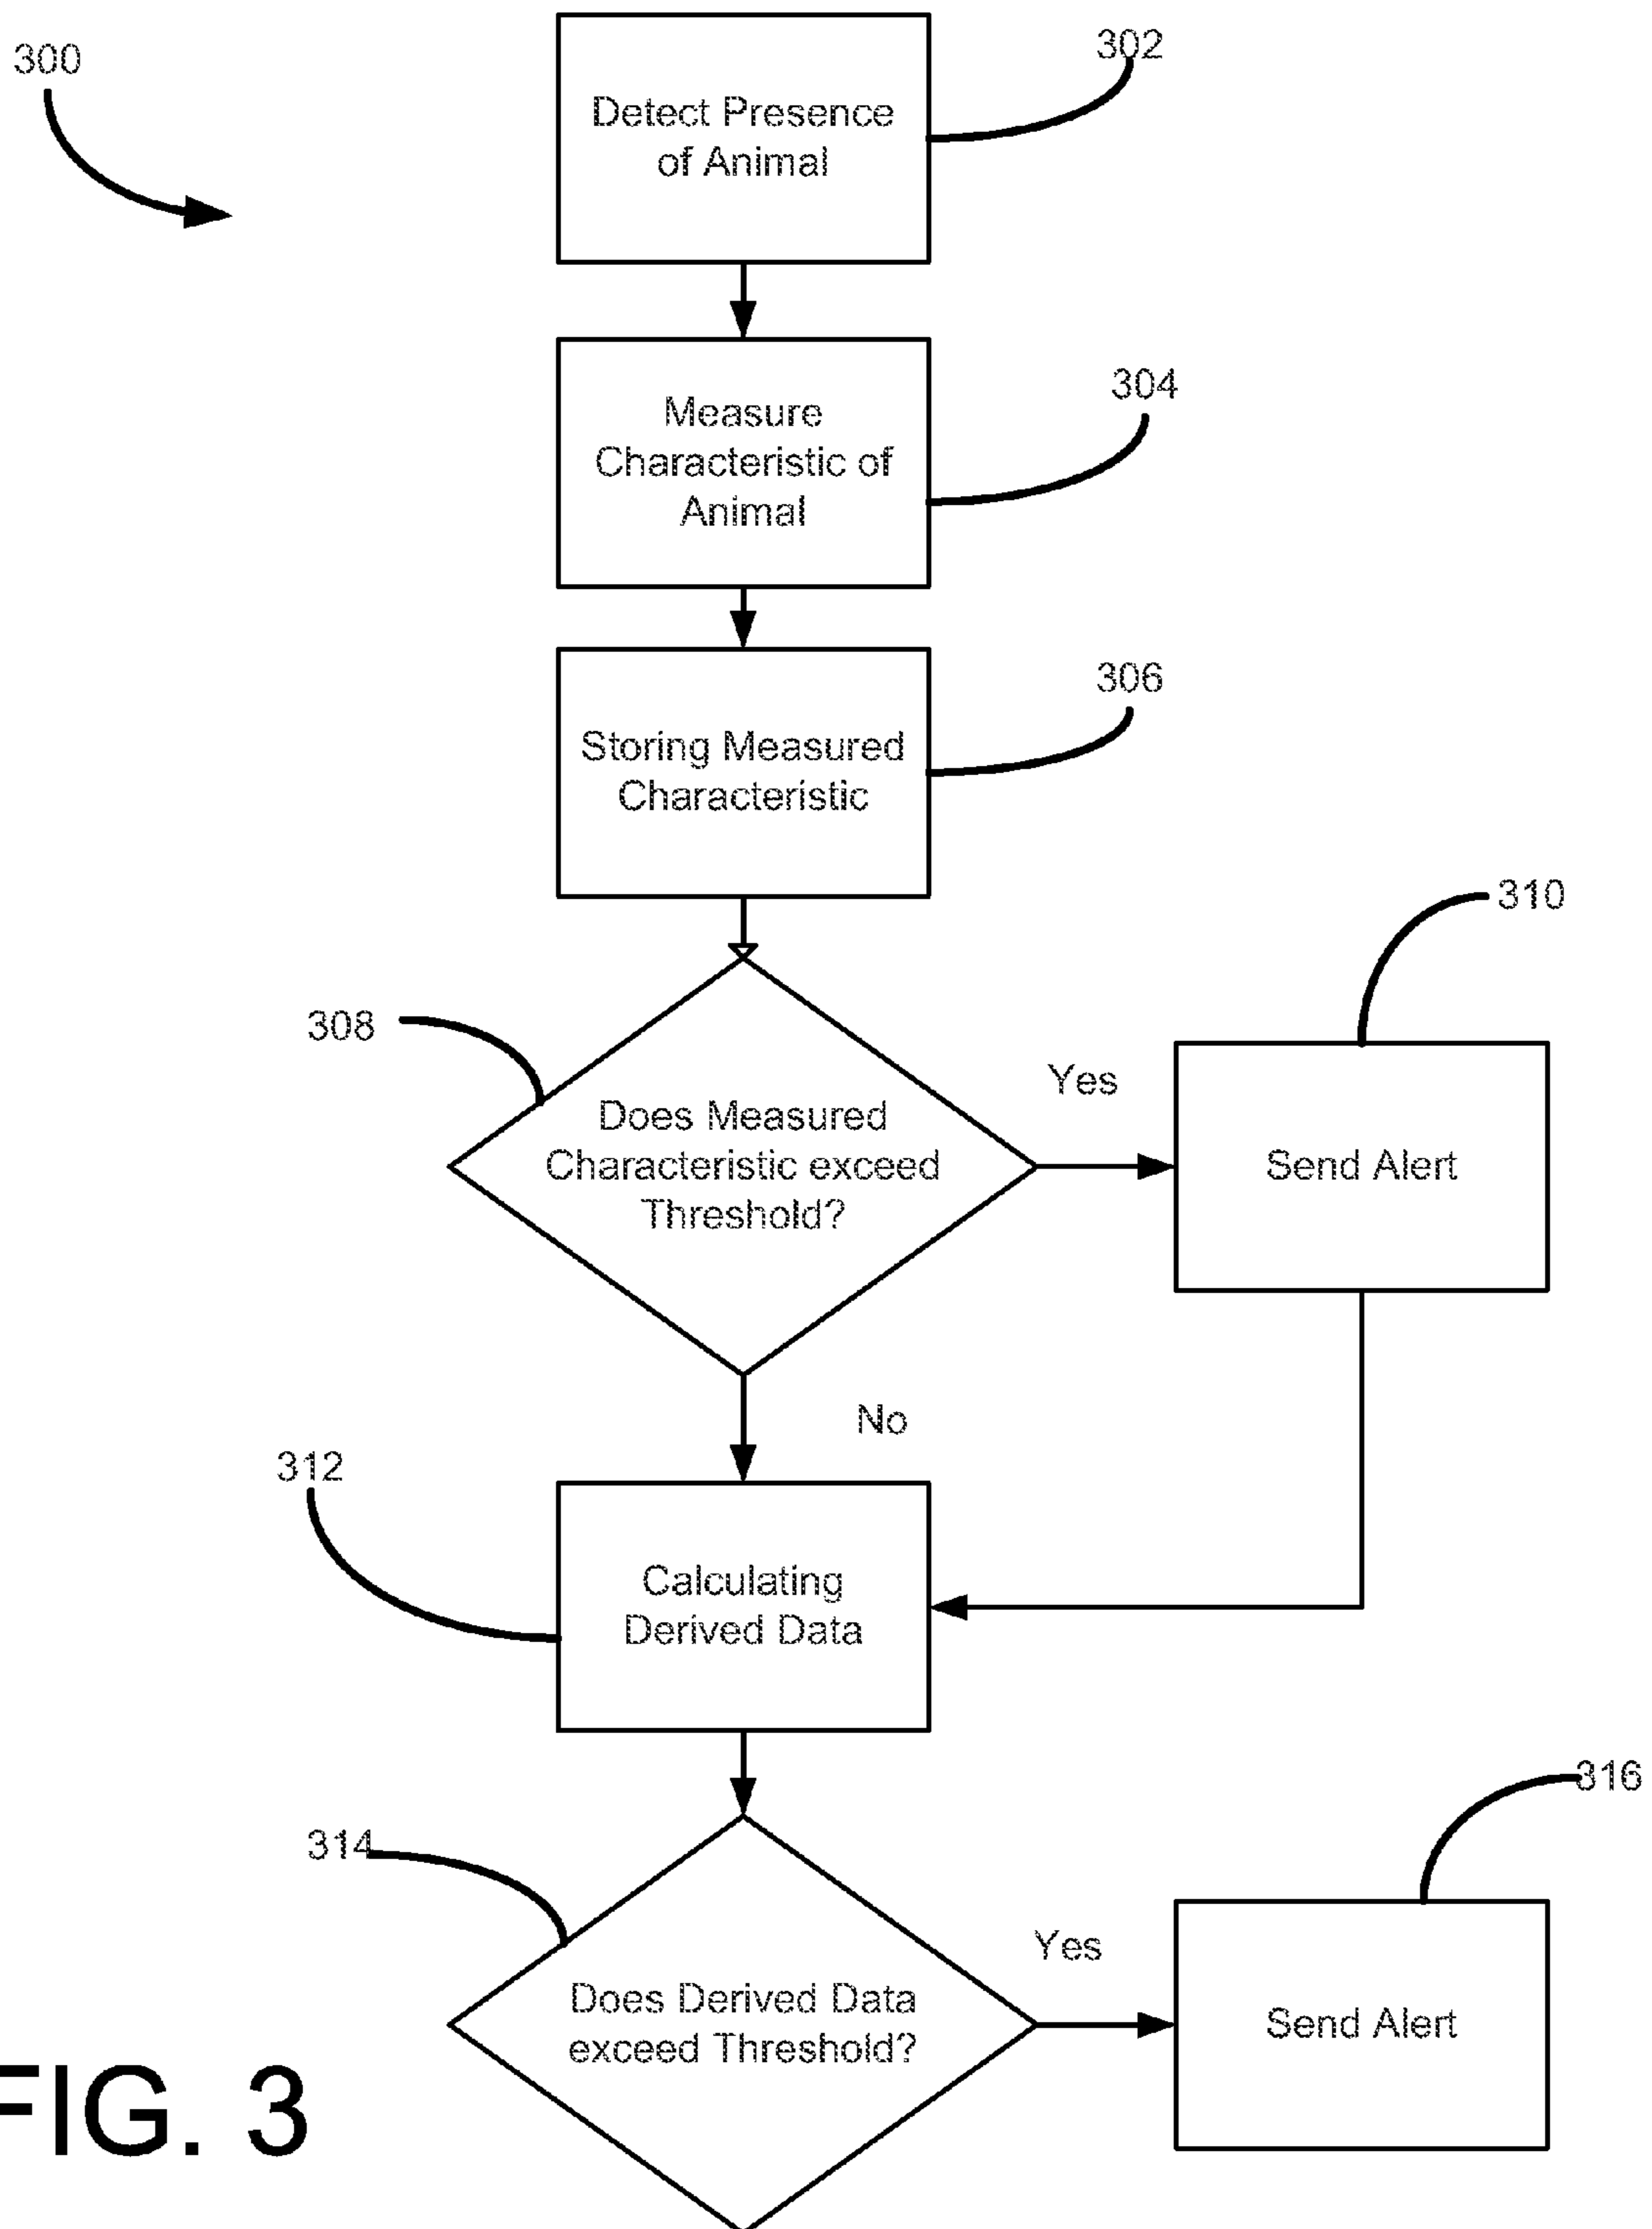 300
302
Detect Presence
of Animal
304
Measure
Characteristic of
Animal
306
Storing Measured
Characteristic
310
308
Yes
Does Measured
Characteristic exceed
Threshold?
Send Alert
No
312
Calculating
Derived Data
316
314
Yes
Does Derived Data
exceed Threshold?
Send Alert
FIG. 3